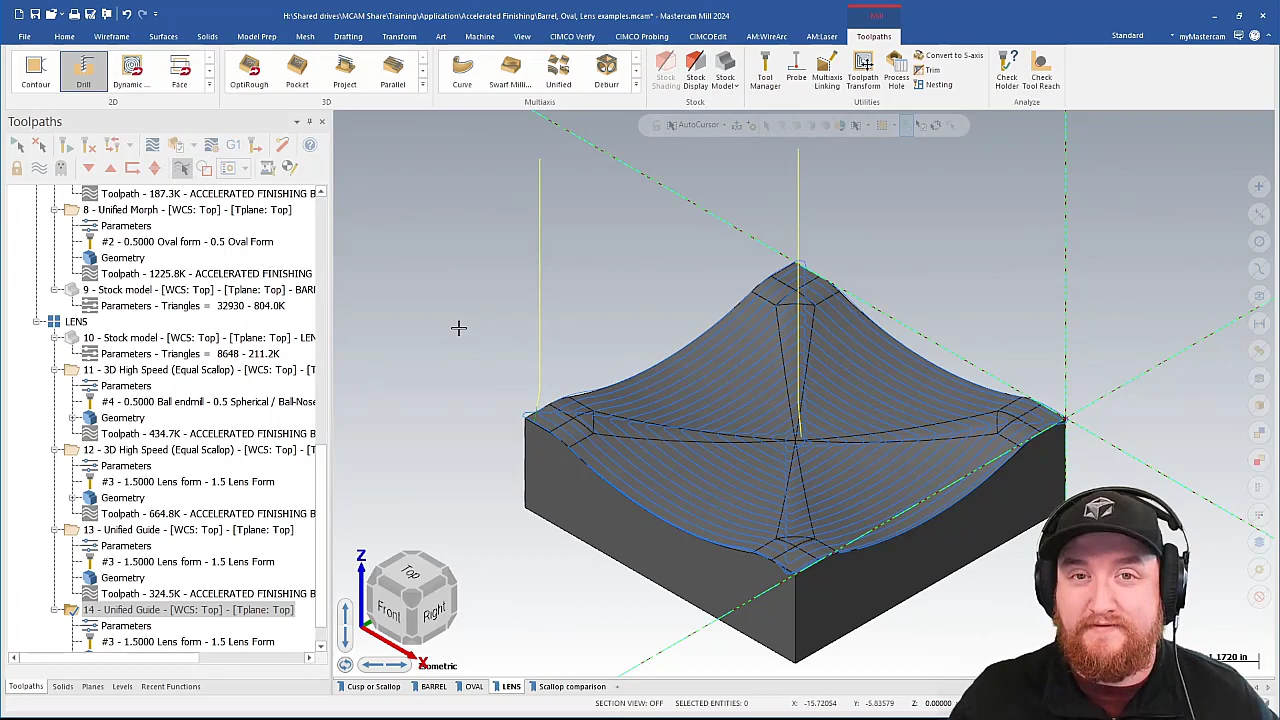 H:\Shared drives\MCAM Share\Training\Application\Accelerated Finishing\Barrel, Oval, Lens examples.mcam* - Mastercam Mill 2024
Mill
File Home Wireframe Surfaces Solids Model Prep Mesh Drafting Transform Art Machine View CIMCO Verify CIMCO Probing CIMCOEdit AM:WireArc AM:Laser Toolpaths
Standard myMastercam
Contour Drill Dynamic ... Face
2D
OptiRough Pocket Project Parallel
3D
Curve Swarf Milli... Unified Deburr
Multiaxis
Stock Shading Stock Display Stock Model
Stock
Tool Manager Probe Multiaxis Linking Toolpath Transform Process Hole Convert to 5-axis Trim Nesting
Utilities
Check Holder Check Tool Reach
Analyze
Toolpaths
G1
AutoCursor
Toolpath - 187.3K - ACCELERATED FINISHING B
8 - Unified Morph - [WCS: Top] - [Tplane: Top]
Parameters
#2 - 0.5000 Oval form - 0.5 Oval Form
Geometry
Toolpath - 1225.8K - ACCELERATED FINISHING
9 - Stock model - [WCS: Top] - [Tplane: Top] - BARI
Parameters - Triangles = 32930 - 804.0K
LENS
10 - Stock model - [WCS: Top] - [Tplane: Top] - LEN
Parameters - Triangles = 8648 - 211.2K
11 - 3D High Speed (Equal Scallop) - [WCS: Top] - [T
Parameters
#4 - 0.5000 Ball endmill - 0.5 Spherical / Ball-Nose
Geometry
Toolpath - 434.7K - ACCELERATED FINISHING B
12 - 3D High Speed (Equal Scallop) - [WCS: Top] - [T
Parameters
#3 - 1.5000 Lens form - 1.5 Lens Form
Geometry
Toolpath - 664.8K - ACCELERATED FINISHING B
13 - Unified Guide - [WCS: Top] - [Tplane: Top]
Parameters
#3 - 1.5000 Lens form - 1.5 Lens Form
Geometry
Toolpath - 324.5K - ACCELERATED FINISHING B
14 - Unified Guide - [WCS: Top] - [Tplane: Top]
Parameters
#3 - 1.5000 Lens form - 1.5 Lens Form
Z
Top
Front
Right
X
Isometric
1.1720 in
Toolpaths Solids Planes Levels Recent Functions
Cusp or Scallop BARREL OVAL LENS Scallop comparison +
SECTION VIEW: OFF SELECTED ENTITIES: 0 X: -15.72054 Y: -5.83579 Z: 0.00000